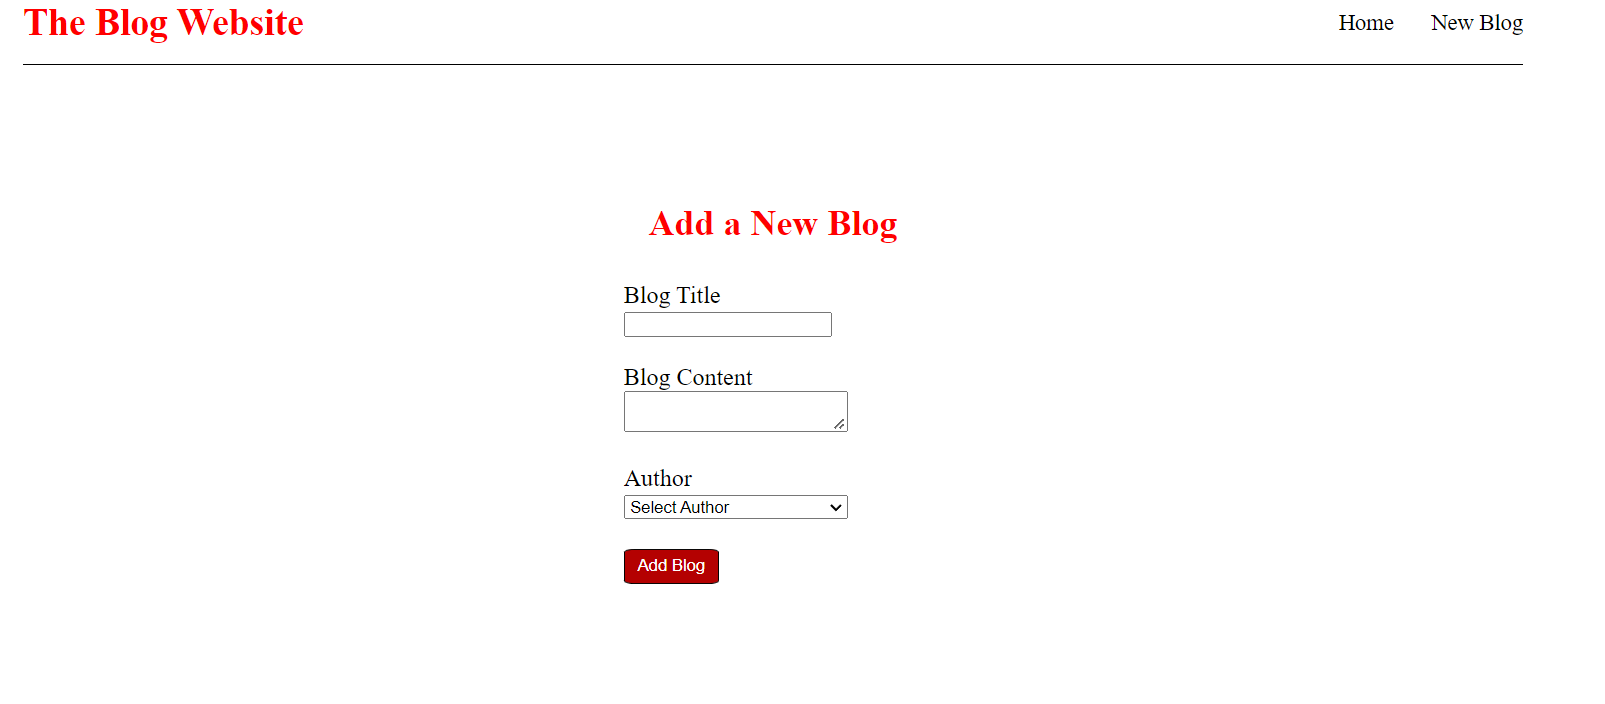 The Blog Website
Home New Blog
Add a New Blog
Blog Title
Blog Content
Author
Select Author
Add Blog